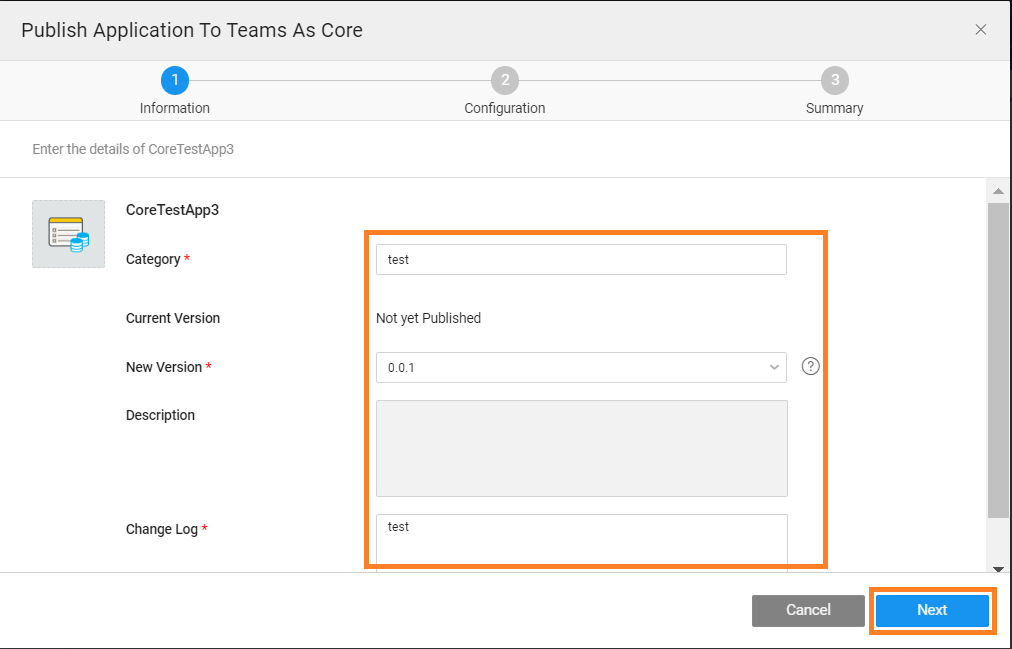 Publish Application To Teams As Core
1 2 3
Information Configuration Summary
Enter the details of CoreTestApp3
CoreTestApp3
Category * test
Current Version Not yet Published
New Version * 0.0.1 ?
Description
Change Log * test
Cancel Next